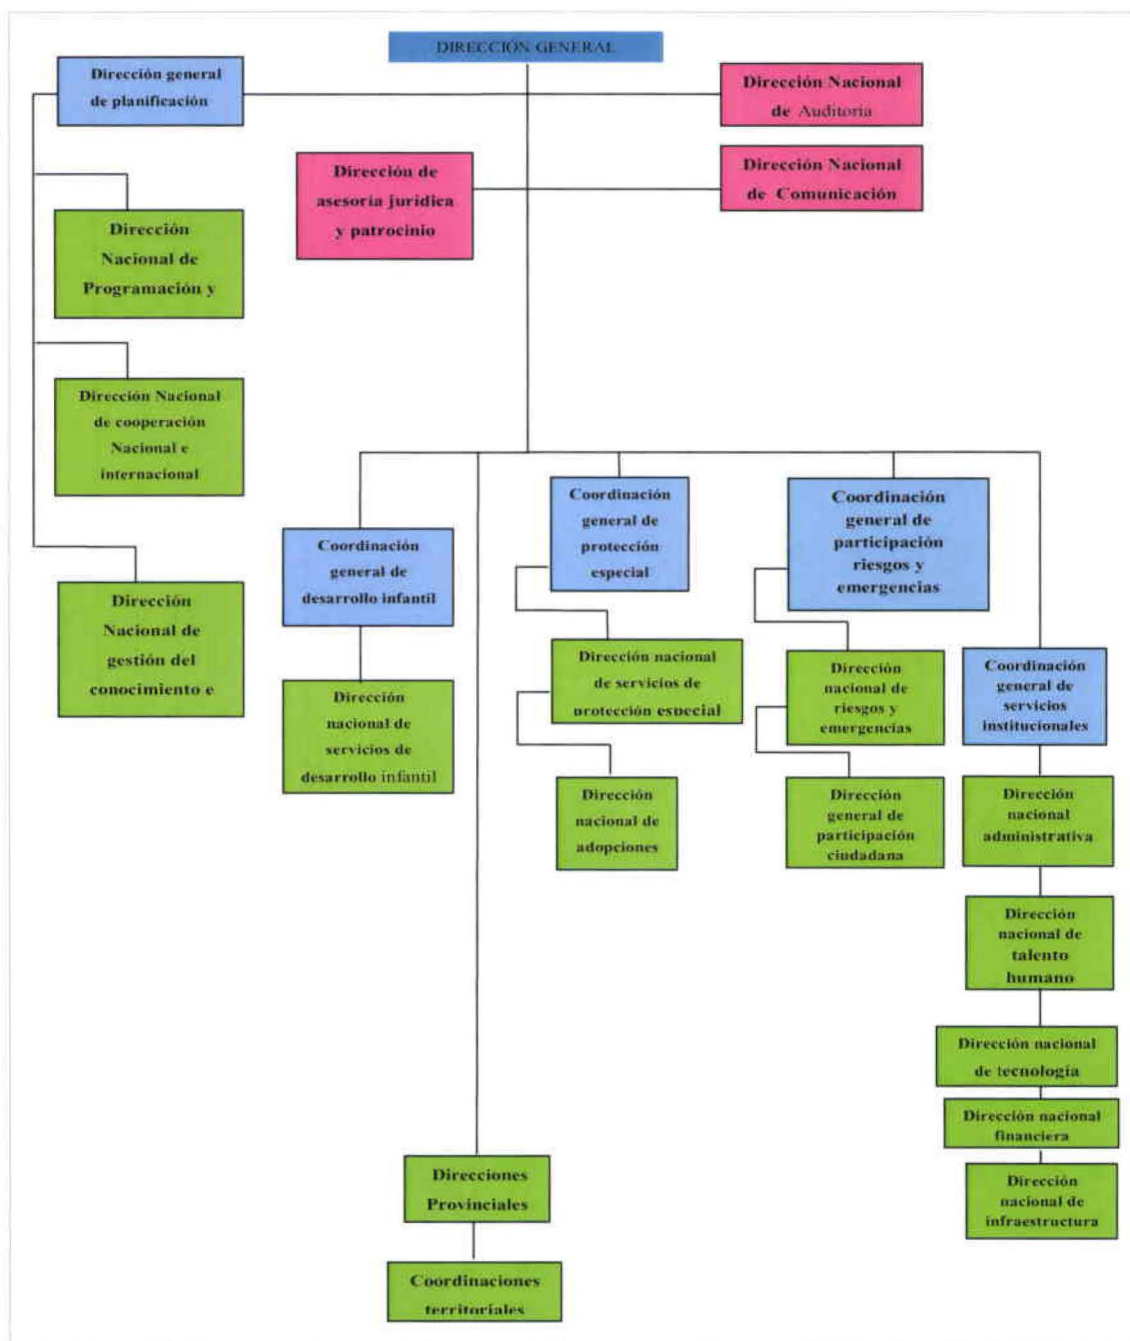 DIRECCIÓN GENERAL
Dirección general
de planificación
Dirección Nacional
de Auditoria
Dirección de
asesoría jurídica
y patrocinio
Dirección Nacional
de Comunicación
Dirección
Nacional de
Programación y
Dirección Nacional
de cooperación
Nacional e
internacional
Dirección
Nacional de
gestión del
conocimiento e
Coordinación
general de
desarrollo infantil
Dirección
nacional de
servicios de
desarrollo infantil
Coordinación
general de
protección
especial
Dirección nacional
de servicios de
protección especial
Dirección
nacional de
adopciones
Coordinación
general de
participación
riesgos y
emergencias
Dirección
nacional de
riesgos y
emergencias
Dirección
general de
participación
ciudadana
Coordinación
general de
servicios
institucionales
Dirección
nacional
administrativa
Dirección
nacional de
talento
humano
Dirección nacional
de tecnología
Dirección nacional
financiera
Dirección
nacional de
infraestructura
Direcciones
Provinciales
Coordinaciones
territoriales